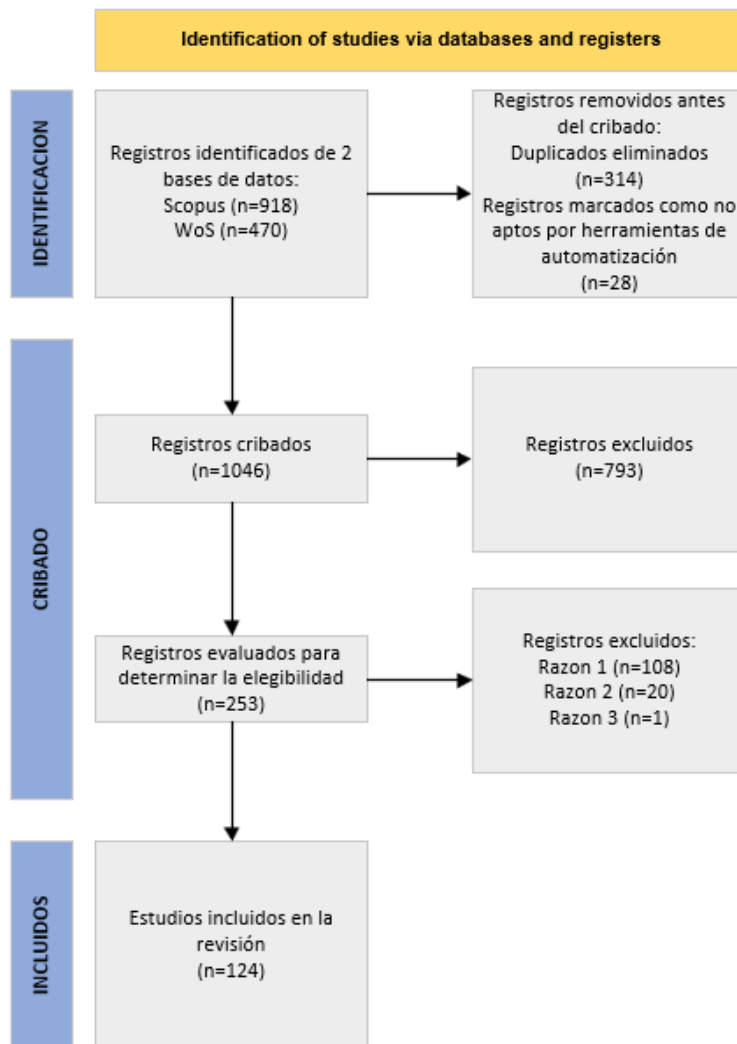 Identification of studies via databases and registers
IDENTIFICACION
Registros identificados de 2
bases de datos:
Scopus (n=918)
WoS (n=470)
Registros removidos antes
del cribado:
Duplicados eliminados
(n=314)
Registros marcados como no
aptos por herramientas de
automatización
(n=28)
CRIBADO
Registros cribados
(n=1046)
Registros excluidos
(n=793)
Registros evaluados para
determinar la elegibilidad
(n=253)
Registros excluidos:
Razon 1 (n=108)
Razon 2 (n=20)
Razon 3 (n=1)
INCLUIDOS
Estudios incluidos en la
revisión
(n=124)